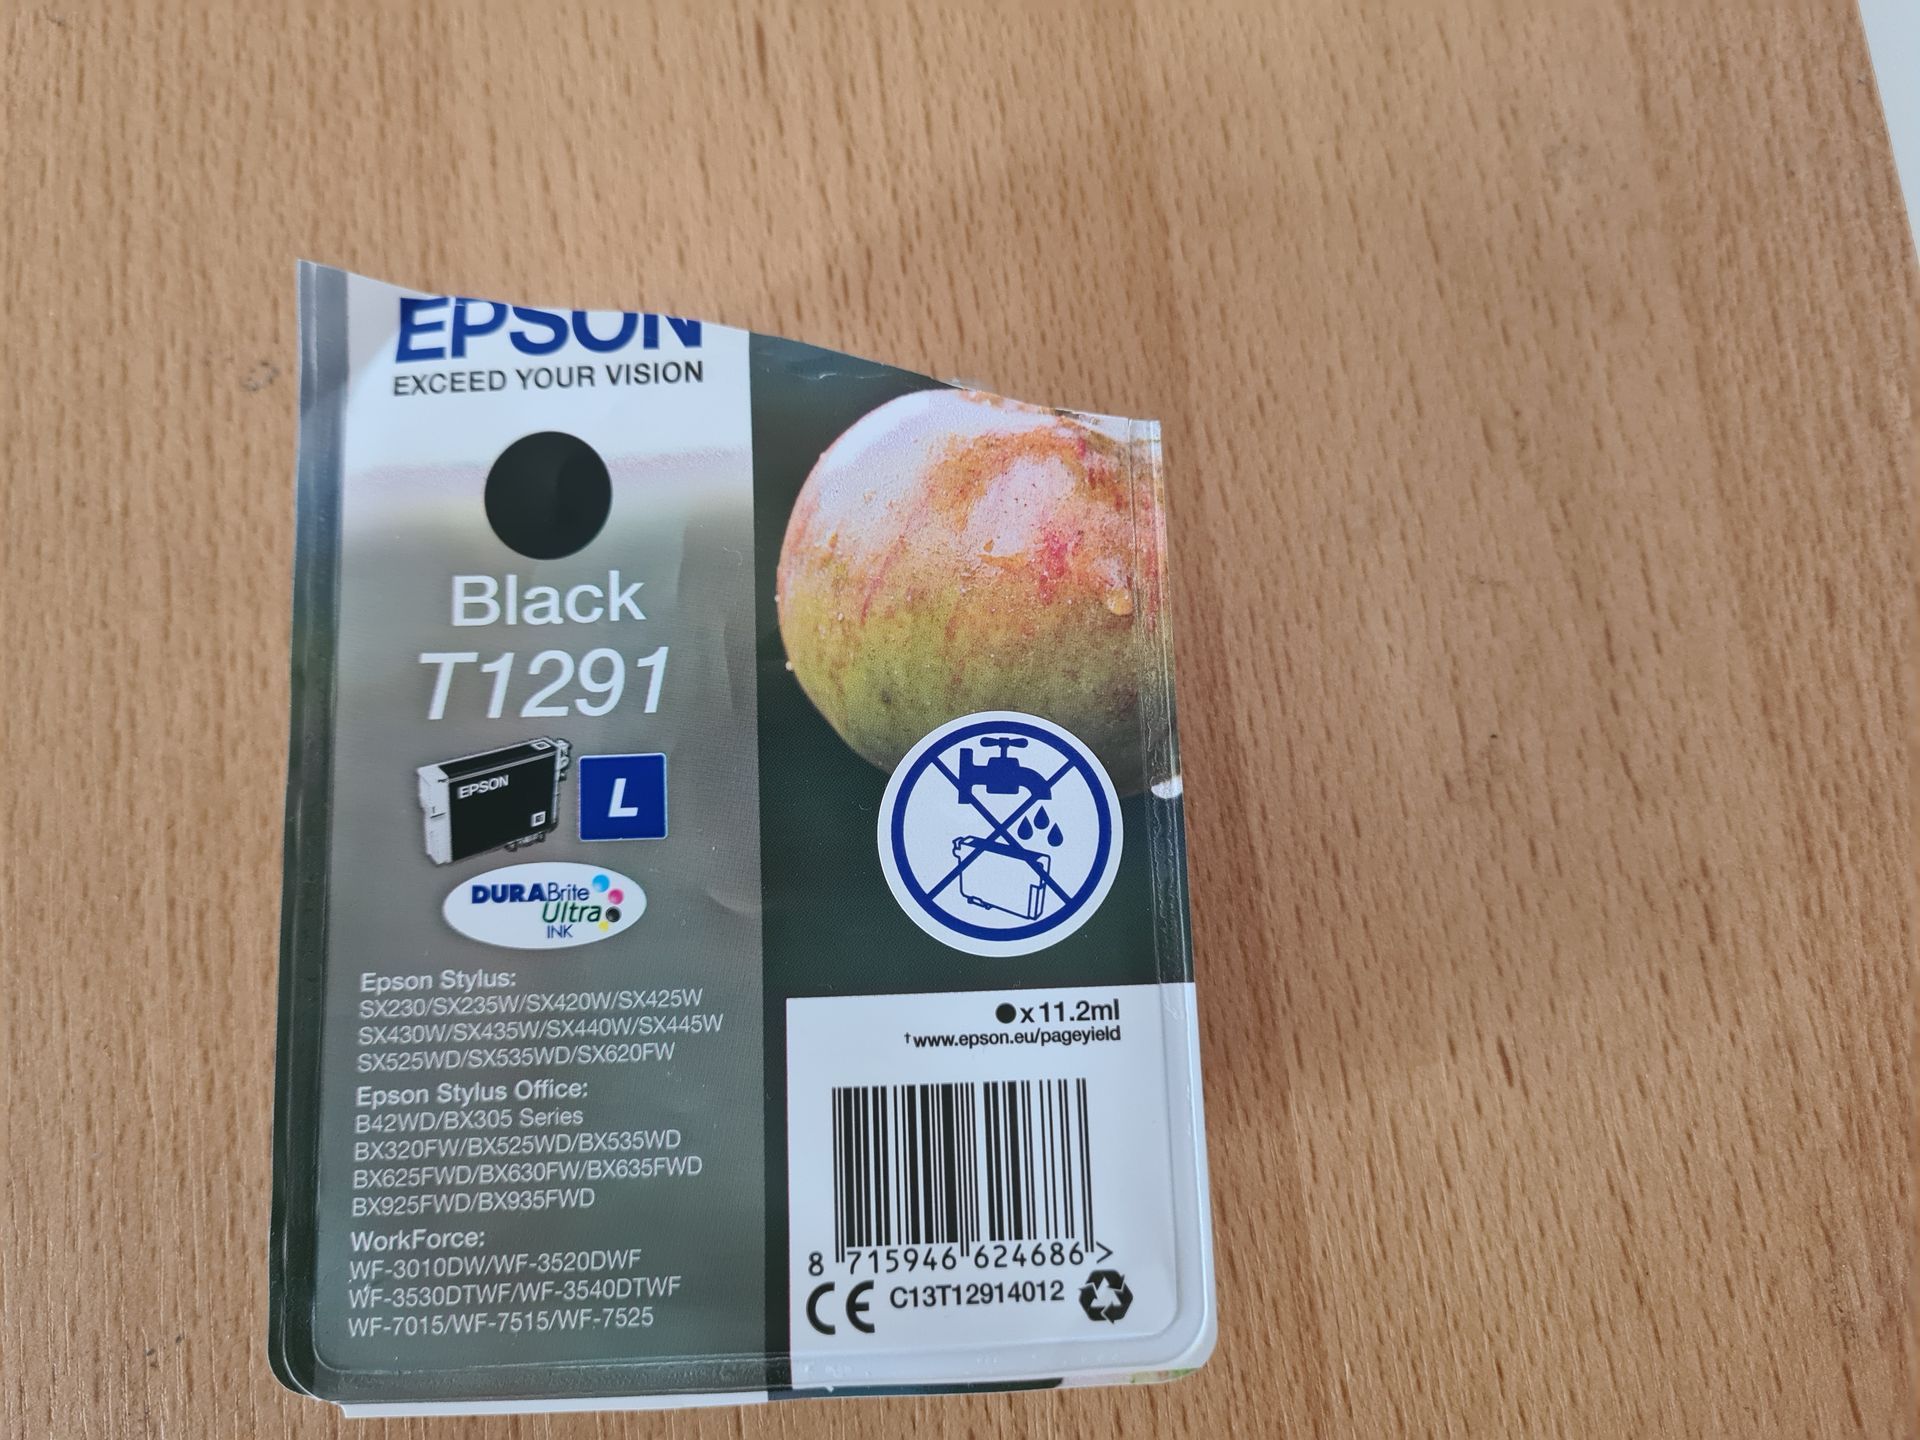 EPSON
EXCEED YOUR VISION
Black
T1291
EPSON
L
DURABrite
Ultra
INK
Epson Stylus:
SX230/SX235W/SX420W/SX425W
SX430W/SX435W/SX440W/SX445W
SX525WD/SX535WD/SX620FW
Epson Stylus Office:
B42WD/BX305 Series
BX320FW/BX525WD/BX535WD
BX625FWD/BX630FW/BX635FWD
BX925FWD/BX935FWD
WorkForce:
WF-3010DW/WF-3520DWF
WF-3530DTWF/WF-3540DTWF
WF-7015/WF-7515/WF-7525
x11.2ml
†www.epson.eu/pageyield
8 715946 624686 >
CE C13T12914012